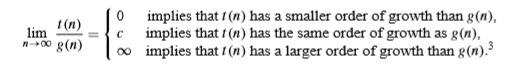 lim n→∞ t(n)/g(n) = { 0 implies that t(n) has a smaller order of growth than g(n),
c implies that t(n) has the same order of growth as g(n),
∞ implies that t(n) has a larger order of growth than g(n).³